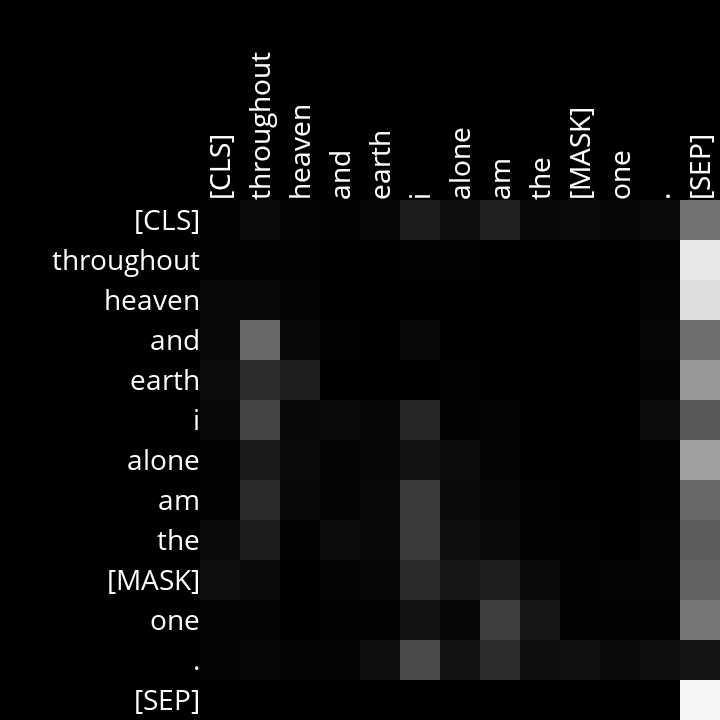 [CLS] throughout heaven and earth i alone am the [MASK] one . [SEP]
[CLS]
throughout
heaven
and
earth
i
alone
am
the
[MASK]
one
.
[SEP]